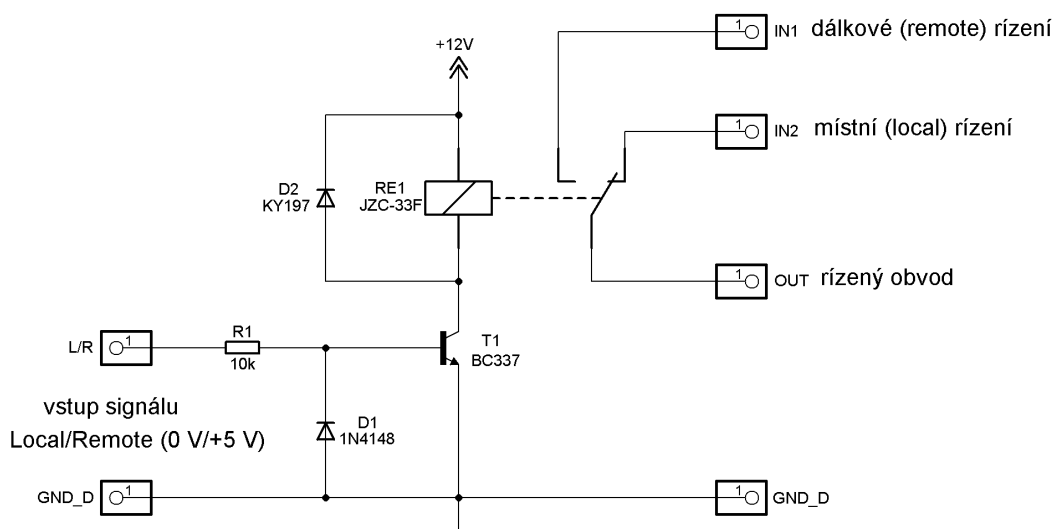 IN1 dálkové (remote) rízení
+12V
IN2 místní (local) rízení
D2
KY197
RE1
JZC-33F
OUT rízený obvod
L/R
R1
10k
T1
BC337
vstup signálu
Local/Remote (0 V/+5 V)
D1
1N4148
GND_D
GND_D
1
1
1
1
1
1